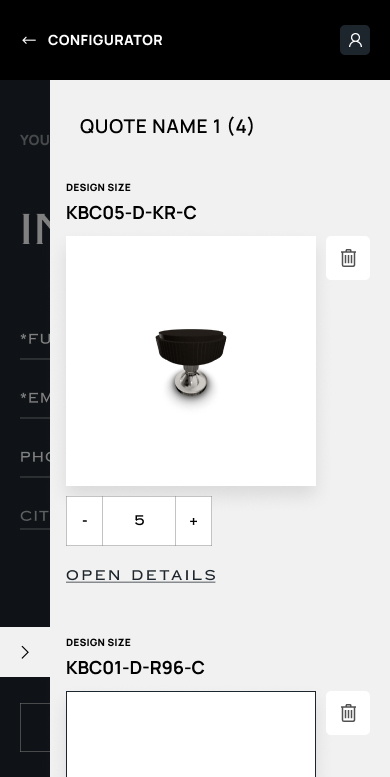 ← CONFIGURATOR
QUOTE NAME 1 (4)
YOU
DESIGN SIZE
KBC05-D-KR-C
IN
*FU
*EM
PHO
CIT
- 5 +
OPEN DETAILS
DESIGN SIZE
KBC01-D-R96-C